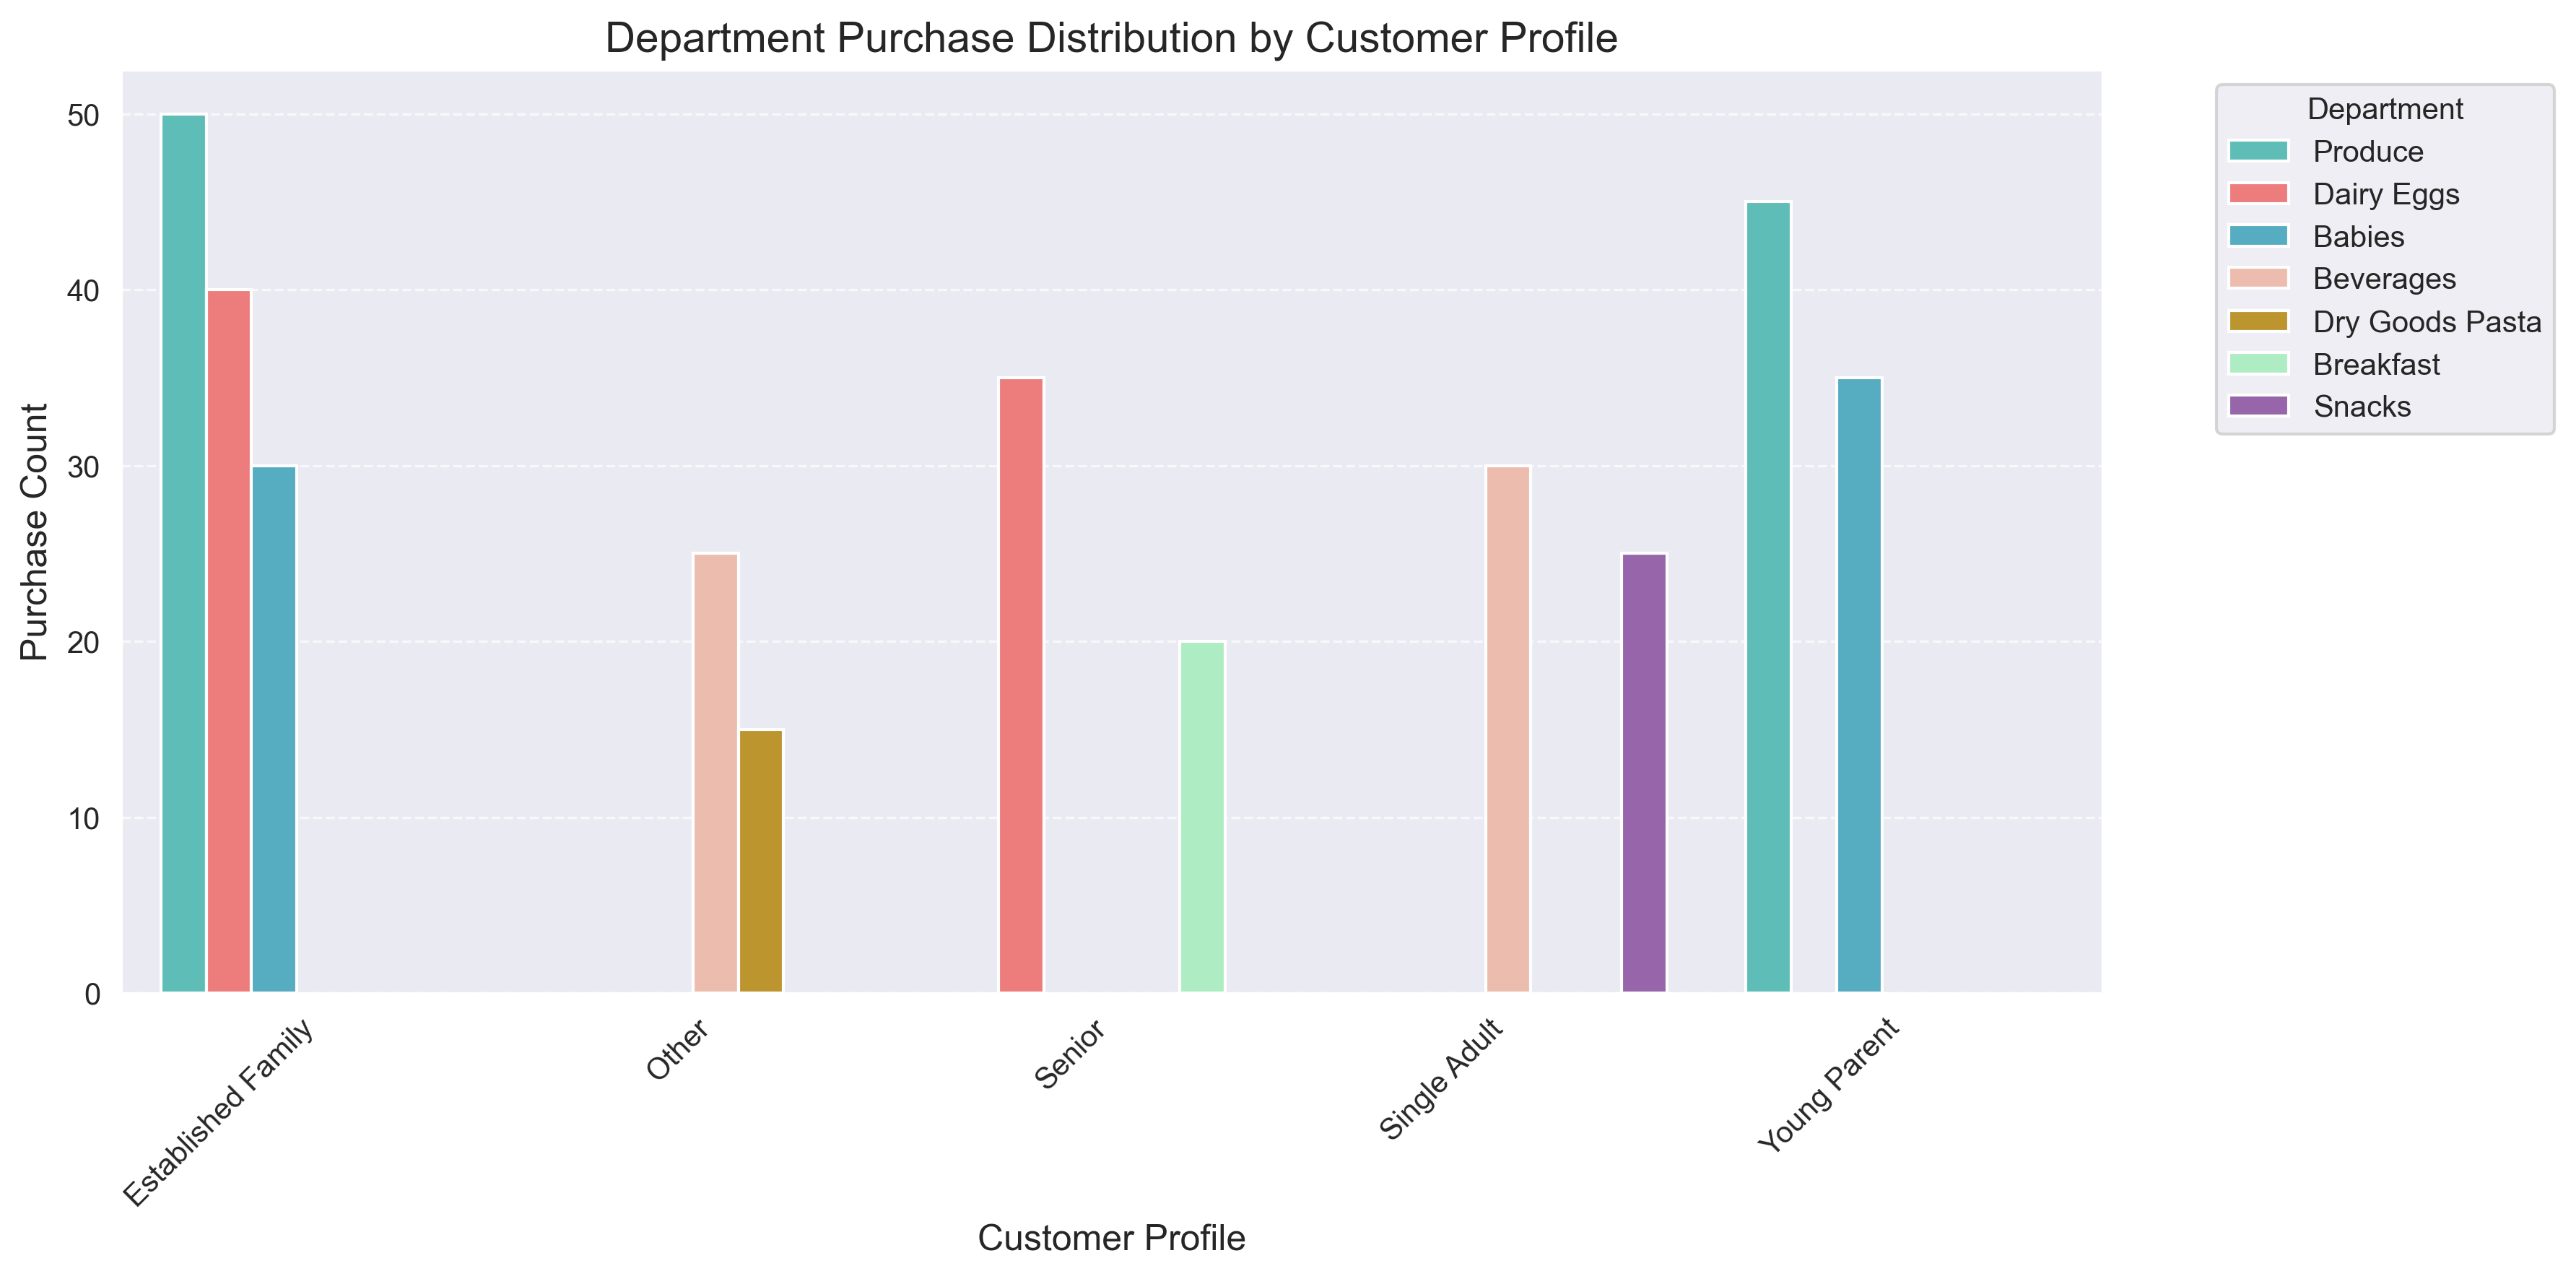 Department Purchase Distribution by Customer Profile
50
40
30
20
10
0
Purchase Count
Established Family
Other
Senior
Single Adult
Young Parent
Customer Profile
Department
Produce
Dairy Eggs
Babies
Beverages
Dry Goods Pasta
Breakfast
Snacks